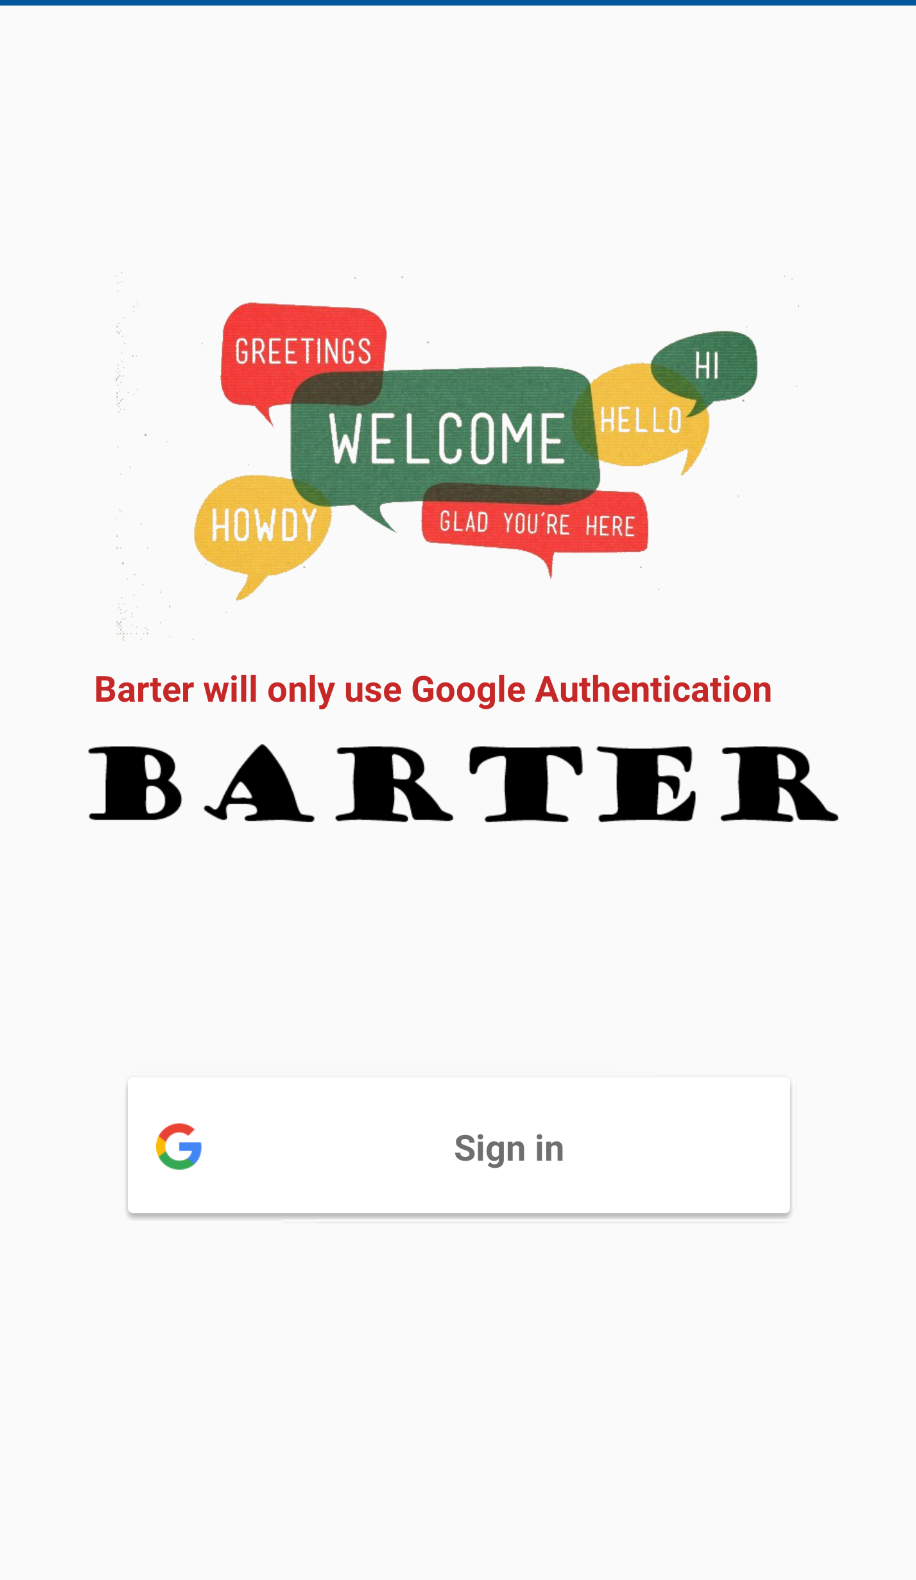 GREETINGS
HI
WELCOME
HELLO
HOWDY
GLAD YOU'RE HERE
Barter will only use Google Authentication
BARTER
G Sign in